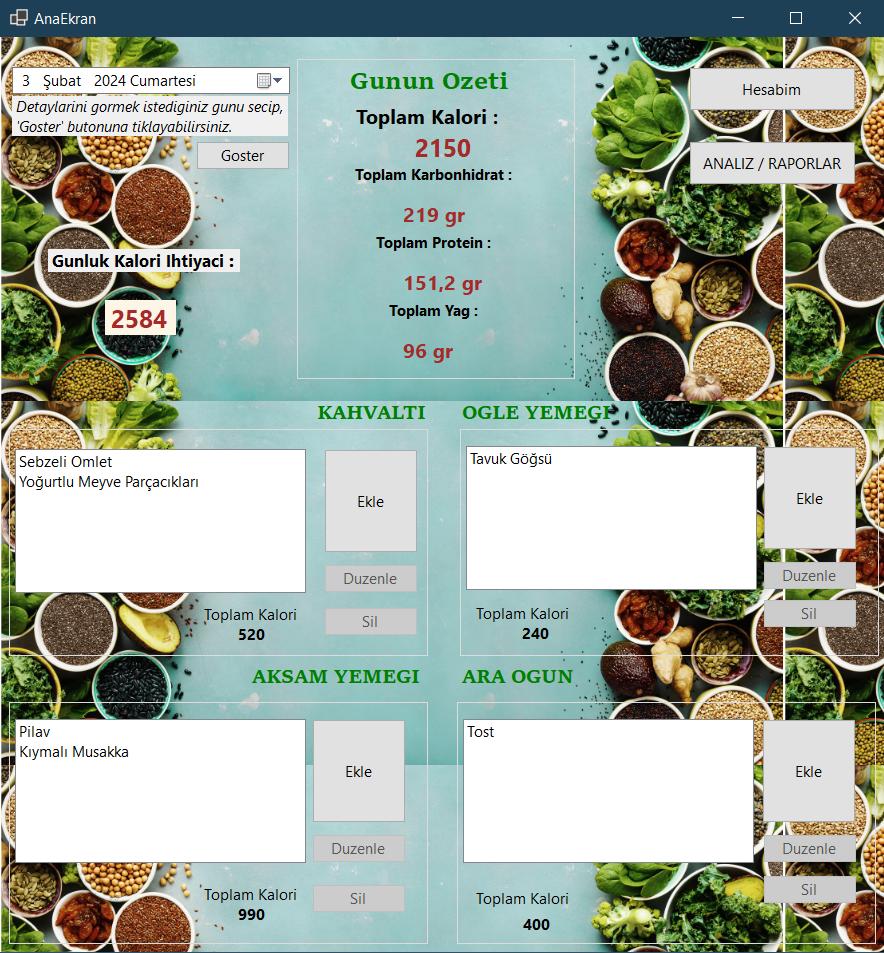 AnaEkran
3 Şubat 2024 Cumartesi
Detaylarini gormek istediginiz gunu secip,
'Goster' butonuna tiklayabilirsiniz.
Goster
Gunluk Kalori Ihtiyaci :
2584
Gunun Ozeti
Toplam Kalori :
2150
Toplam Karbonhidrat :
219 gr
Toplam Protein :
151,2 gr
Toplam Yag :
96 gr
Hesabim
ANALIZ / RAPORLAR
KAHVALTI
Sebzeli Omlet
Yoğurtlu Meyve Parçacıkları
Ekle
Duzenle
Sil
Toplam Kalori
520
OGLE YEMEGI
Tavuk Göğsü
Ekle
Duzenle
Sil
Toplam Kalori
240
AKSAM YEMEGI
Pilav
Kıymalı Musakka
Ekle
Duzenle
Sil
Toplam Kalori
990
ARA OGUN
Tost
Ekle
Duzenle
Sil
Toplam Kalori
400